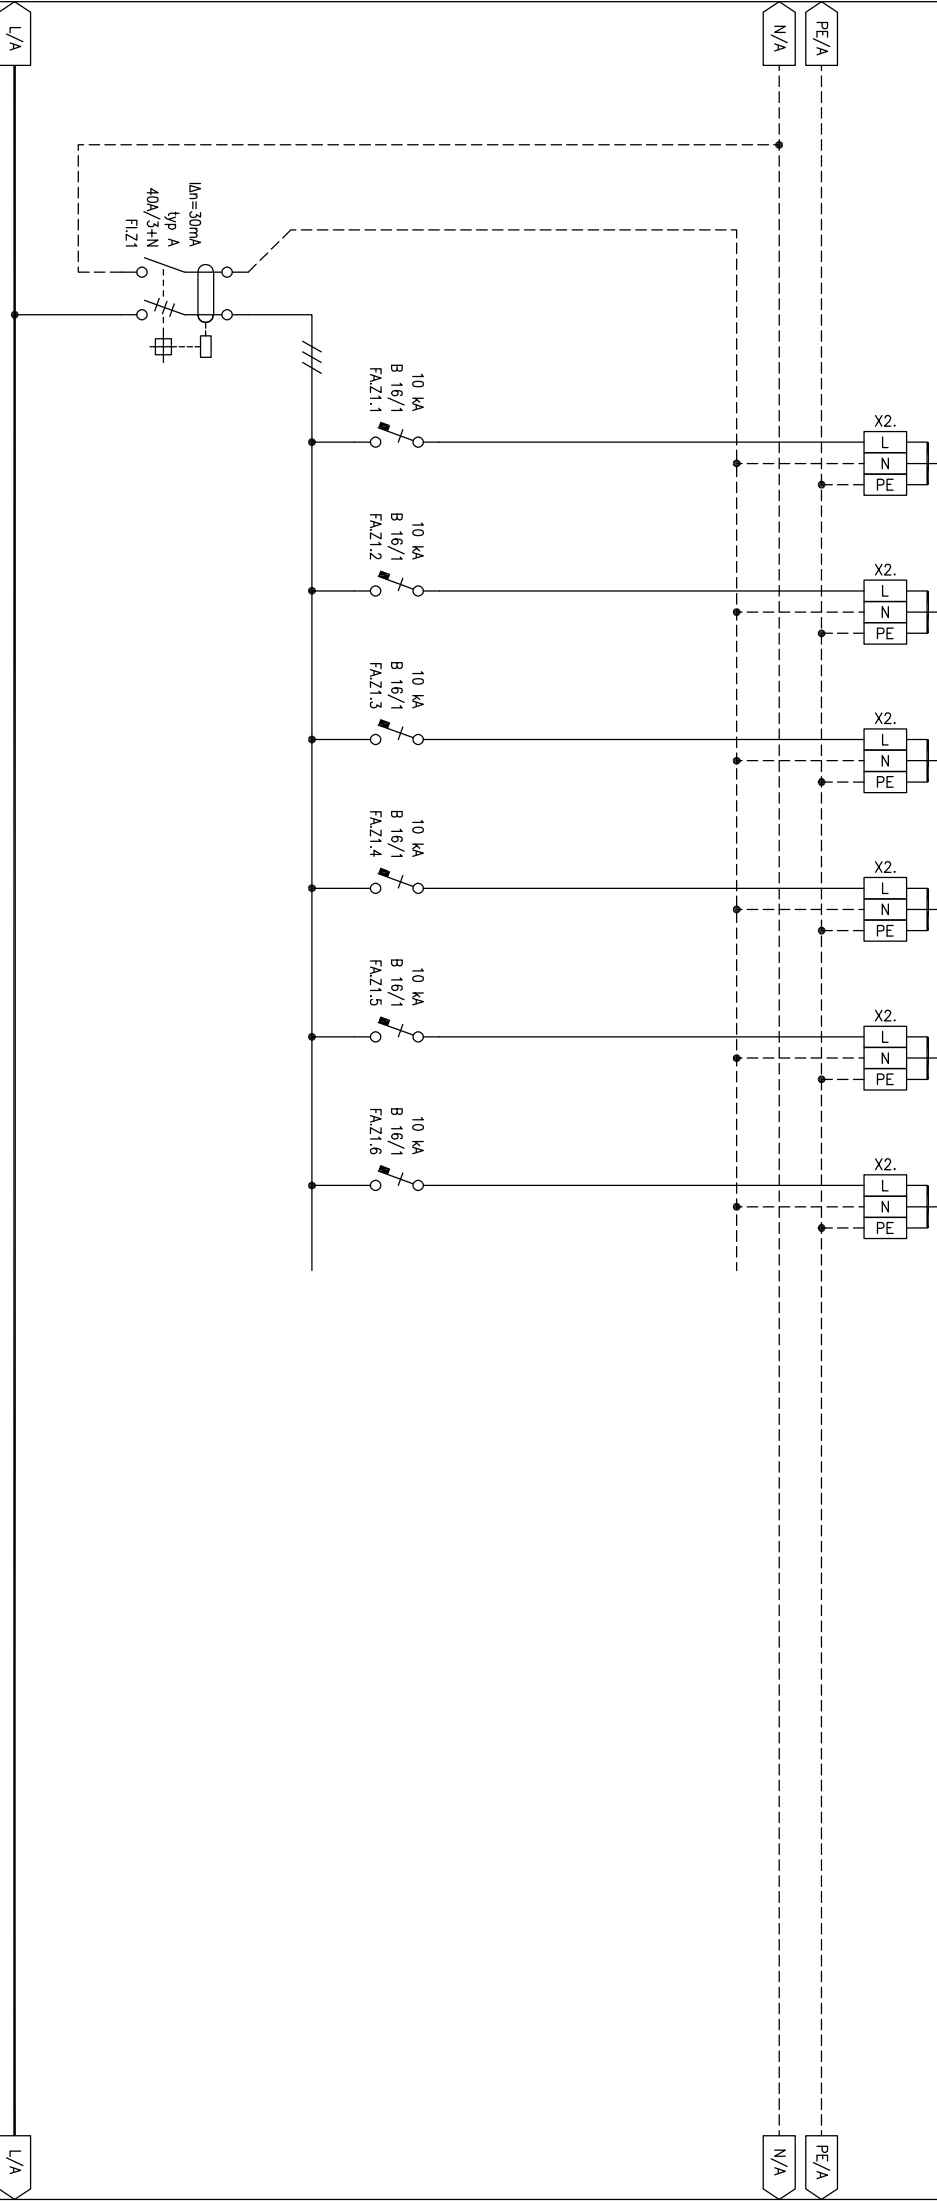 L/A
N/A
PE/A
IΔn=30mA
typ A
40A/3+N
FI.Z1
10 kA
B 16/1
FA.Z1.1
X2.
L
N
PE
10 kA
B 16/1
FA.Z1.2
X2.
L
N
PE
10 kA
B 16/1
FA.Z1.3
X2.
L
N
PE
10 kA
B 16/1
FA.Z1.4
X2.
L
N
PE
10 kA
B 16/1
FA.Z1.5
X2.
L
N
PE
10 kA
B 16/1
FA.Z1.6
X2.
L
N
PE
L/A
N/A
PE/A